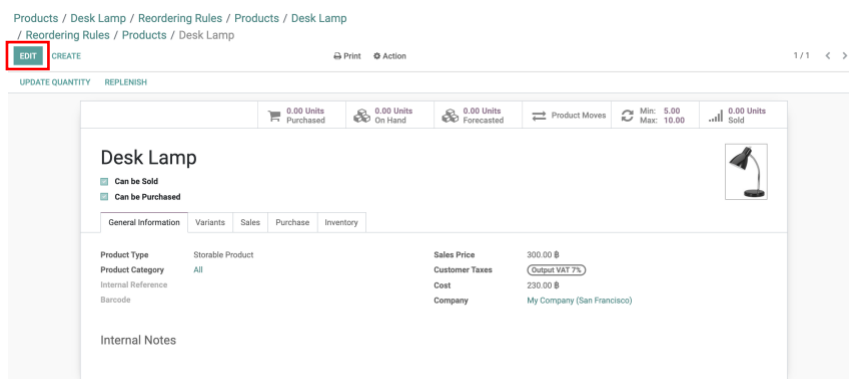 Products / Desk Lamp / Reordering Rules / Products / Desk Lamp
/ Reordering Rules / Products / Desk Lamp
EDIT CREATE Print Action 1 / 1
UPDATE QUANTITY REPLENISH
0.00 Units Purchased
0.00 Units On Hand
0.00 Units Forecasted
Product Moves
Min: 5.00
Max: 10.00
0.00 Units Sold
Desk Lamp
Can be Sold
Can be Purchased
General Information Variants Sales Purchase Inventory
Product Type Storable Product Sales Price 300.00 ฿
Product Category All Customer Taxes Output VAT 7%
Internal Reference Cost 230.00 ฿
Barcode Company My Company (San Francisco)
Internal Notes